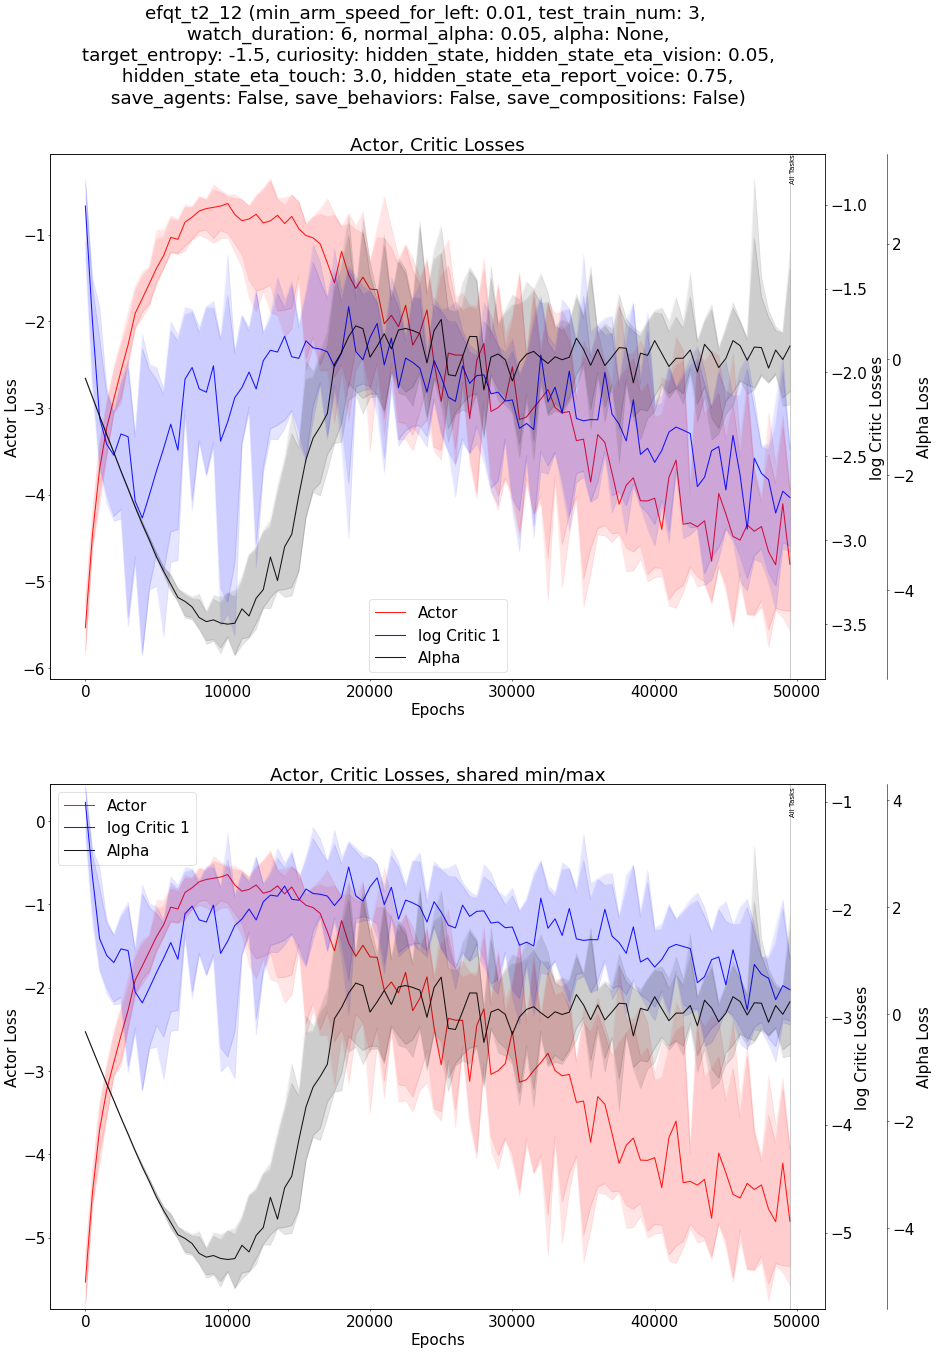 efqt_t2_12 (min_arm_speed_for_left: 0.01, test_train_num: 3,
watch_duration: 6, normal_alpha: 0.05, alpha: None,
target_entropy: -1.5, curiosity: hidden_state, hidden_state_eta_vision: 0.05,
hidden_state_eta_touch: 3.0, hidden_state_eta_report_voice: 0.75,
save_agents: False, save_behaviors: False, save_compositions: False)
Actor, Critic Losses
All Tasks
Actor Loss
−1
−2
−3
−4
−5
−6
−1.0
−1.5
−2.0
−2.5
−3.0
−3.5
log Critic Losses
2
0
−2
−4
Alpha Loss
Actor
log Critic 1
Alpha
0
10000
20000
30000
40000
50000
Epochs
Actor, Critic Losses, shared min/max
All Tasks
Actor
log Critic 1
Alpha
Actor Loss
0
−1
−2
−3
−4
−5
−1
−2
−3
−4
−5
log Critic Losses
4
2
0
−2
−4
Alpha Loss
0
10000
20000
30000
40000
50000
Epochs